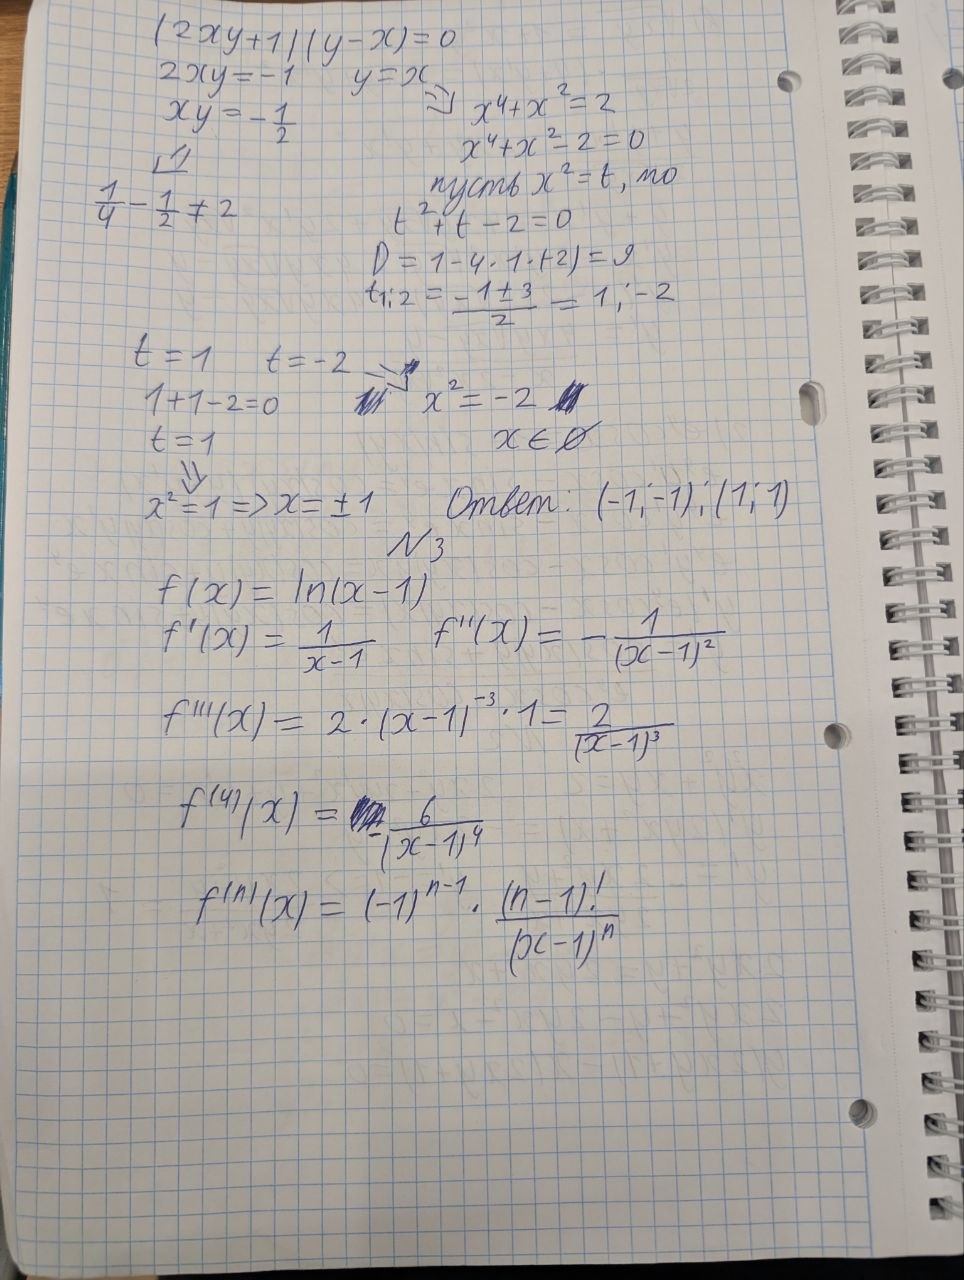 (2xy+1)(y-x)=0
2xy=-1 y=x
xy=-1/2 => x⁴+x²=2
x⁴+x²-2=0
пусть x²=t, то
1/4-1/2≠2 t²+t-2=0
D=1-4·1·(-2)=9
t1;2=(-1±3)/2=1;-2
t=1 t=-2
1+1-2=0 x²=-2
t=1 x∈∅
x²=1=>x=±1 Ответ: (-1;-1);(1;1)
N3
f(x)=ln(x-1)
f'(x)=1/(x-1) f''(x)=-1/(x-1)²
f'''(x)=2·(x-1)⁻³·1=2/(x-1)³
f⁽⁴⁾(x)=-6/(x-1)⁴
f⁽ⁿ⁾(x)=(-1)ⁿ⁻¹·(n-1)!/(x-1)ⁿ